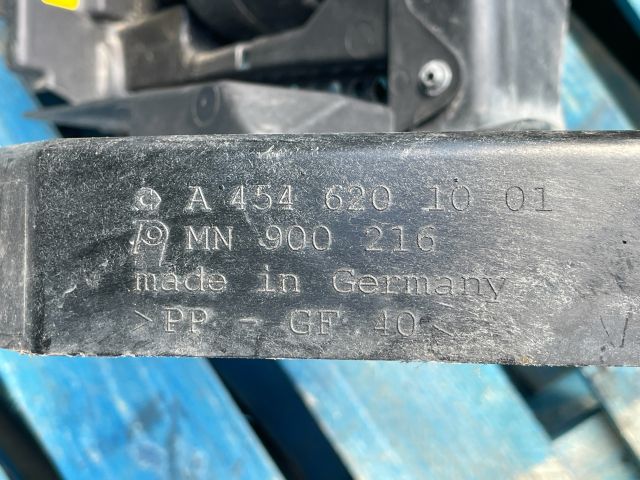 A 454 620 10 01
MN 900 216
made in Germany
>PP - GF 40<